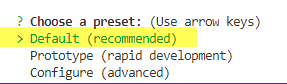 ? Choose a preset: (Use arrow keys)
> Default (recommended)
Prototype (rapid development)
Configure (advanced)